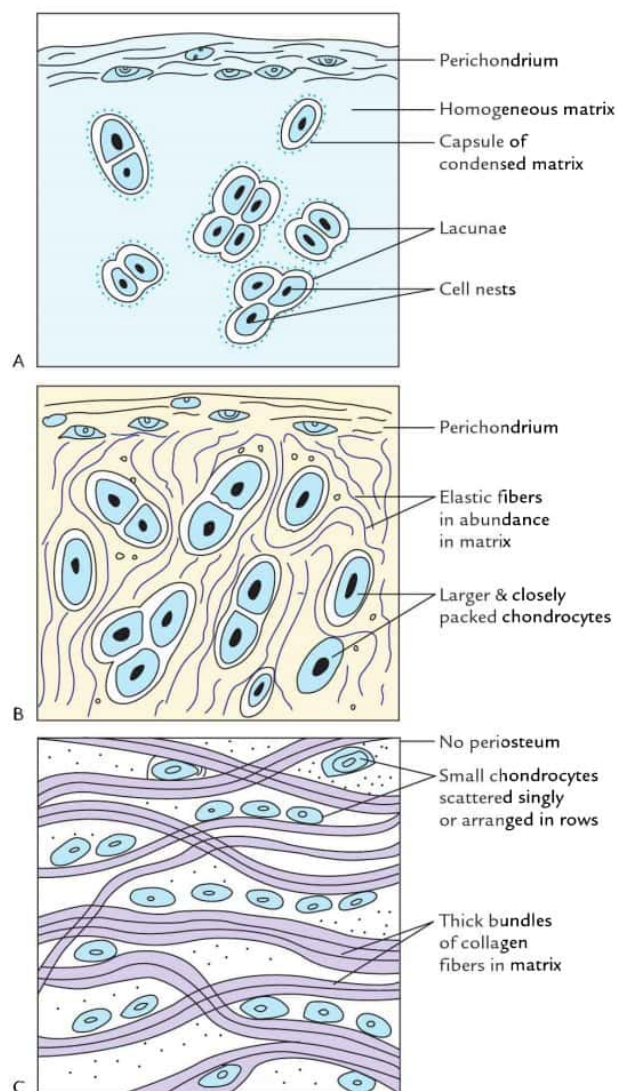 Perichondrium
Homogeneous matrix
Capsule of
condensed matrix
Lacunae
Cell nests
A
Perichondrium
Elastic fibers
in abundance
in matrix
Larger & closely
packed chondrocytes
B
No periosteum
Small chondrocytes
scattered singly
or arranged in rows
Thick bundles
of collagen
fibers in matrix
C